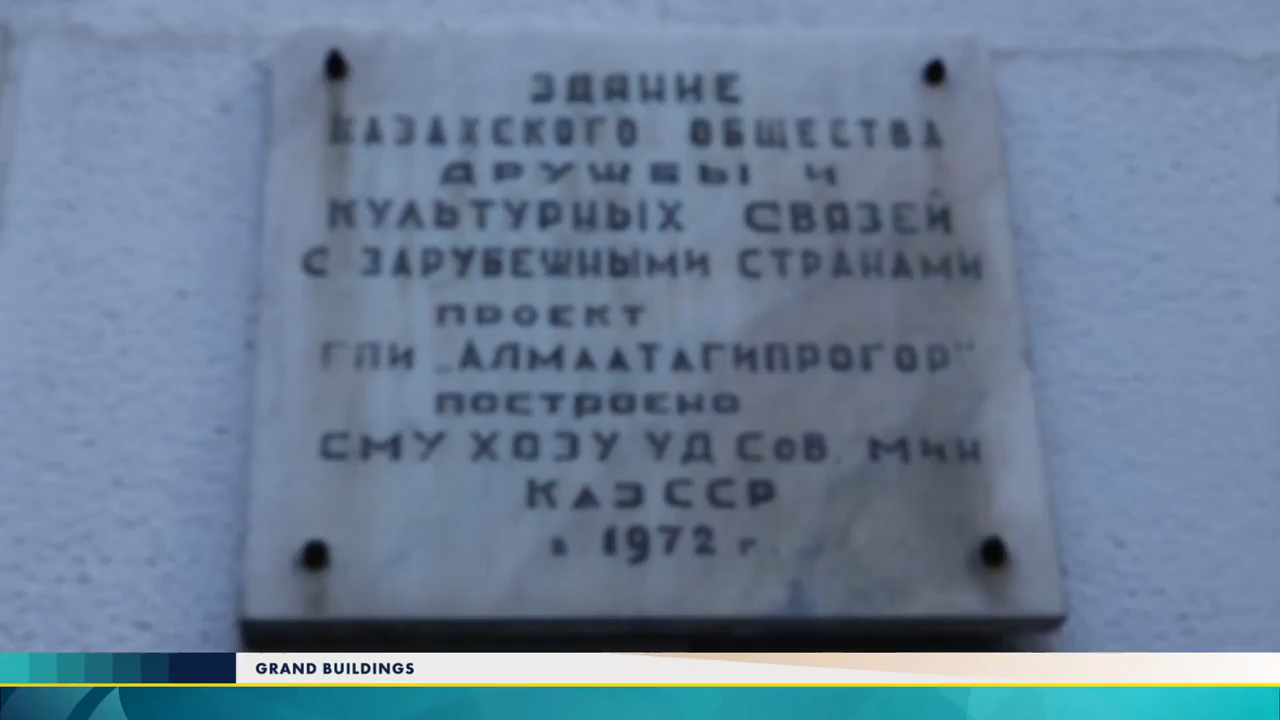 ЗДАНИЕ
КАЗАХСКОГО ОБЩЕСТВА
ДРУЖБЫ И
КУЛЬТУРНЫХ СВЯЗЕЙ
С ЗАРУБЕЖНЫМИ СТРАНАМИ
ПРОЕКТ
ГПИ „АЛМААТАГИПРОГОР"
ПОСТРОЕНО
СМУ ХОЗУ УД СОВ. МИН
КАЗССР
в 1972 г.
GRAND BUILDINGS